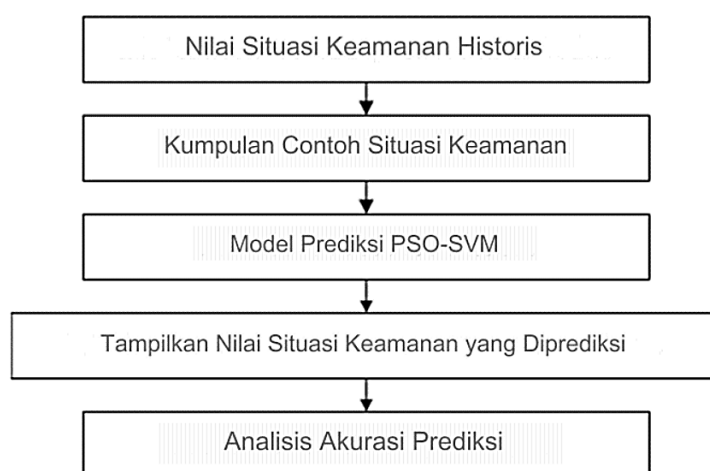 Nilai Situasi Keamanan Historis
Kumpulan Contoh Situasi Keamanan
Model Prediksi PSO-SVM
Tampilkan Nilai Situasi Keamanan yang Diprediksi
Analisis Akurasi Prediksi